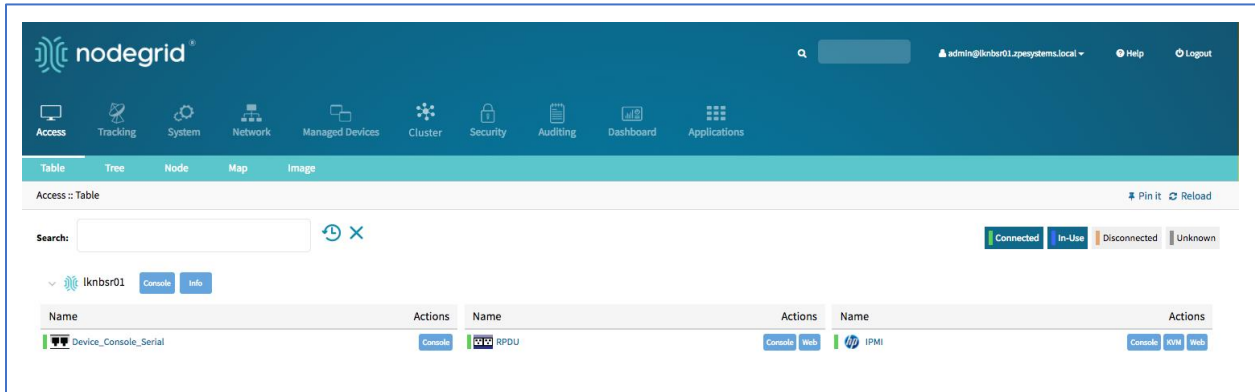 nodegrid®
admin@lknbsr01.zpesystems.local Help Logout
Access Tracking System Network Managed Devices Cluster Security Auditing Dashboard Applications
Table Tree Node Map Image
Access :: Table Pin it Reload
Search: Connected In-Use Disconnected Unknown
lknbsr01 Console Info
Name Actions Name Actions Name Actions
Device_Console_Serial Console RPDU Console Web hp IPMI Console KVM Web